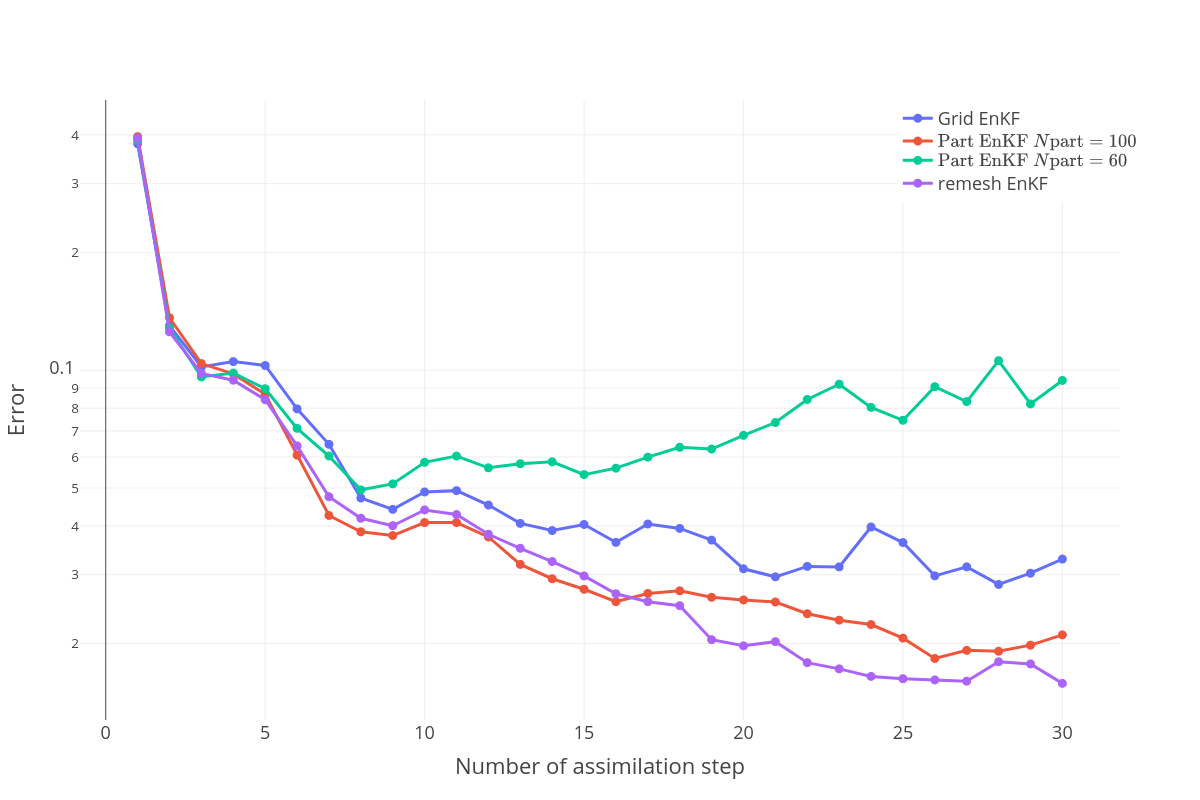 Grid EnKF
Part EnKF Npart = 100
Part EnKF Npart = 60
remesh EnKF
4
3
2
0.1
9
8
7
6
5
4
3
2
Error
0 5 10 15 20 25 30
Number of assimilation step